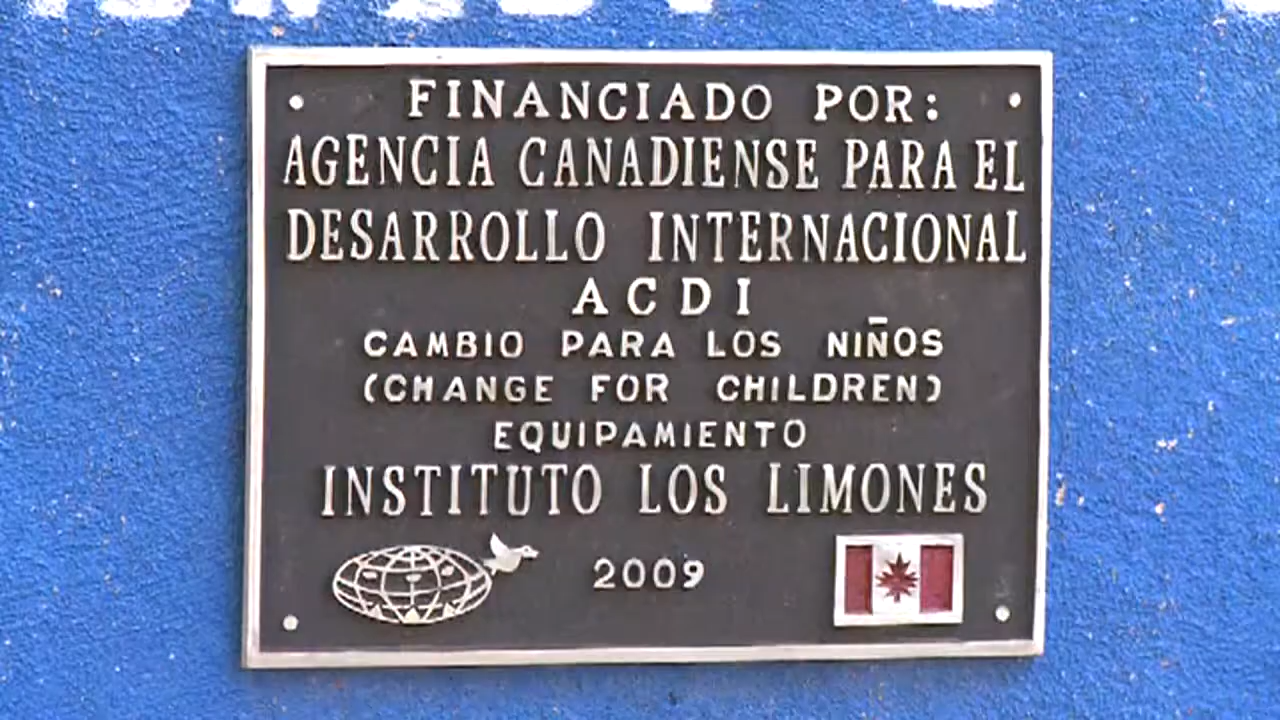 FINANCIADO POR:
AGENCIA CANADIENSE PARA EL
DESARROLLO INTERNACIONAL
ACDI
CAMBIO PARA LOS NIÑOS
(CHANGE FOR CHILDREN)
EQUIPAMIENTO
INSTITUTO LOS LIMONES
2009